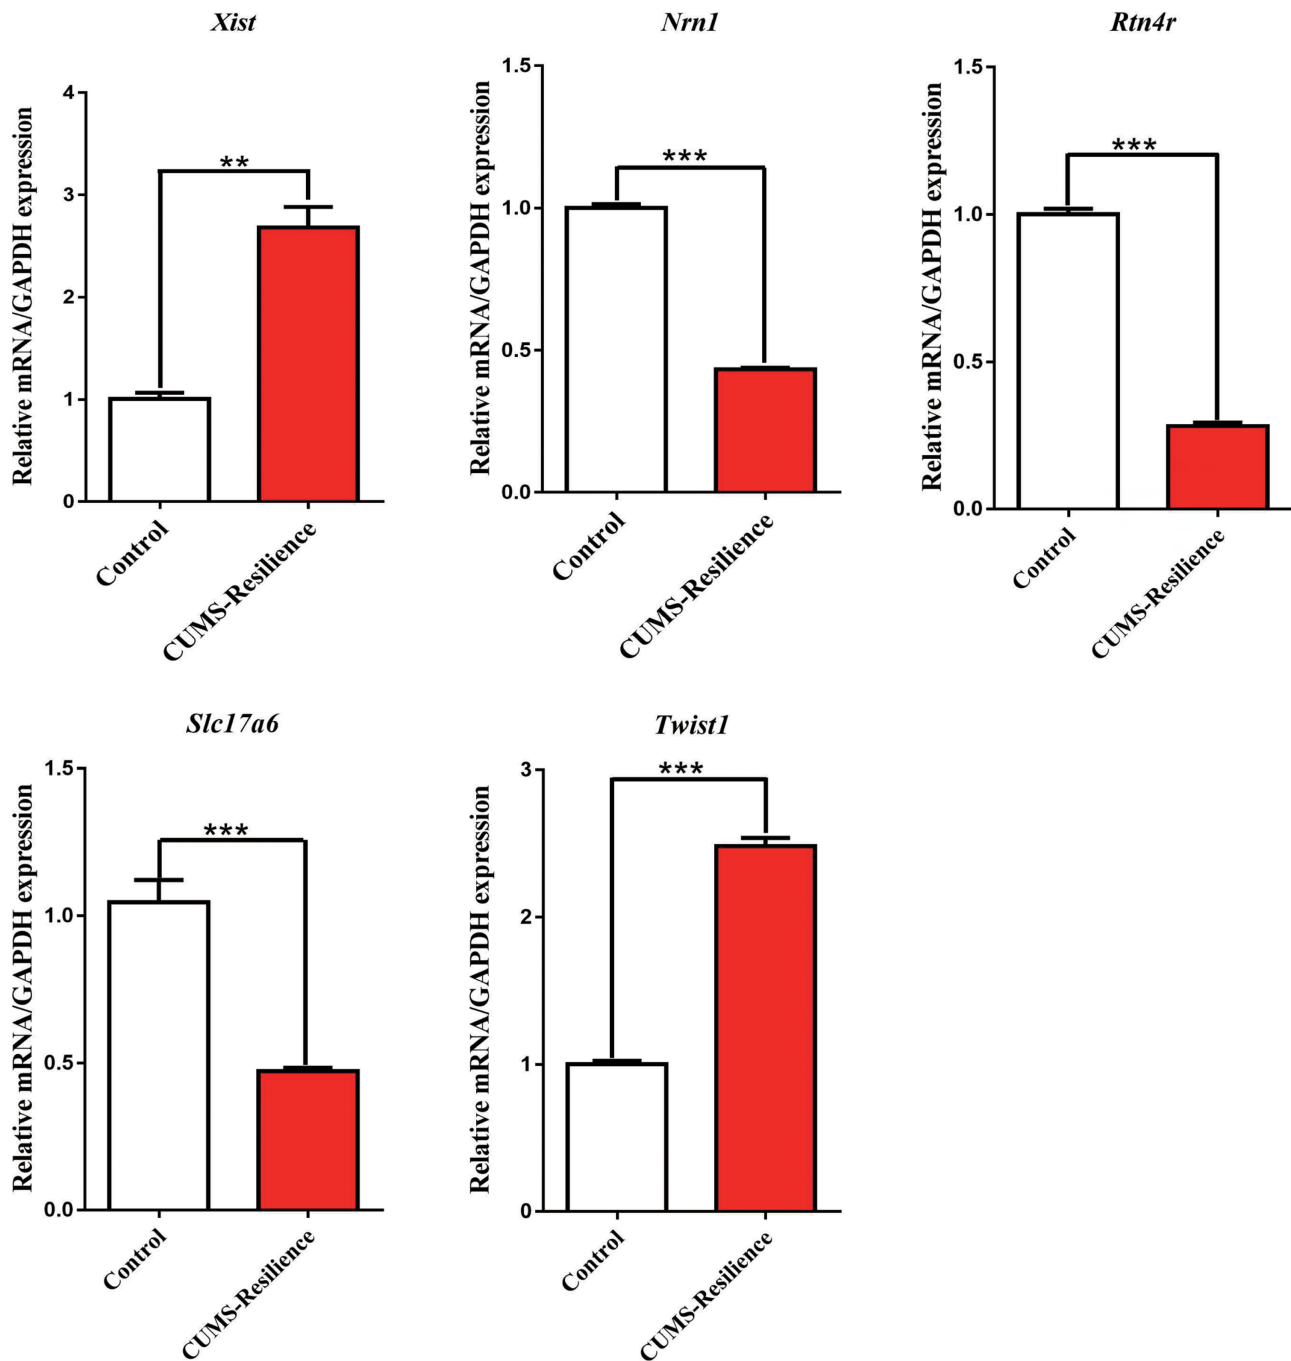 Xist
Relative mRNA/GAPDH expression
4
3
2
1
0
**
Control
CUMS-Resilience
Nrn1
Relative mRNA/GAPDH expression
1.5
1.0
0.5
0.0
***
Control
CUMS-Resilience
Rtn4r
Relative mRNA/GAPDH expression
1.5
1.0
0.5
0.0
***
Control
CUMS-Resilience
Slc17a6
Relative mRNA/GAPDH expression
1.5
1.0
0.5
0.0
***
Control
CUMS-Resilience
Twist1
Relative mRNA/GAPDH expression
3
2
1
0
***
Control
CUMS-Resilience